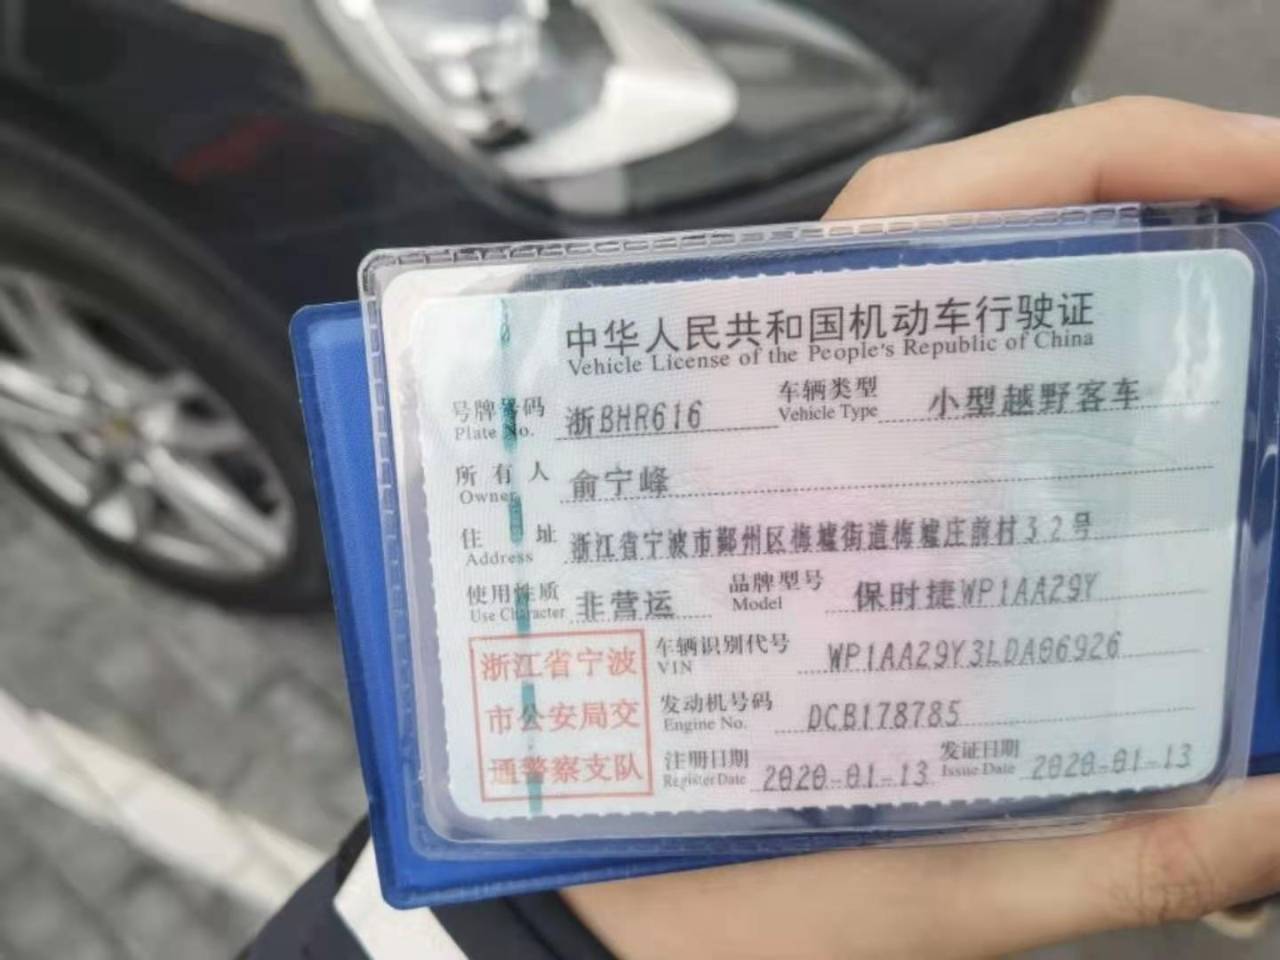 中华人民共和国机动车行驶证
Vehicle License of the People's Republic of China
号牌号码 浙BHR616 车辆类型 小型越野客车
Plate No. Vehicle Type
所有人 俞宁峰
Owner
住址 浙江省宁波市鄞州区梅墟街道梅墟庄前村32号
Address
使用性质 非营运 品牌型号 保时捷WP1AA29Y
Use Character Model
浙江省宁波
市公安局交
通警察支队
车辆识别代号 WP1AA29Y3LDA06926
VIN
发动机号码 DCB178785
Engine No.
注册日期 2020-01-13 发证日期 2020-01-13
Register Date Issue Date